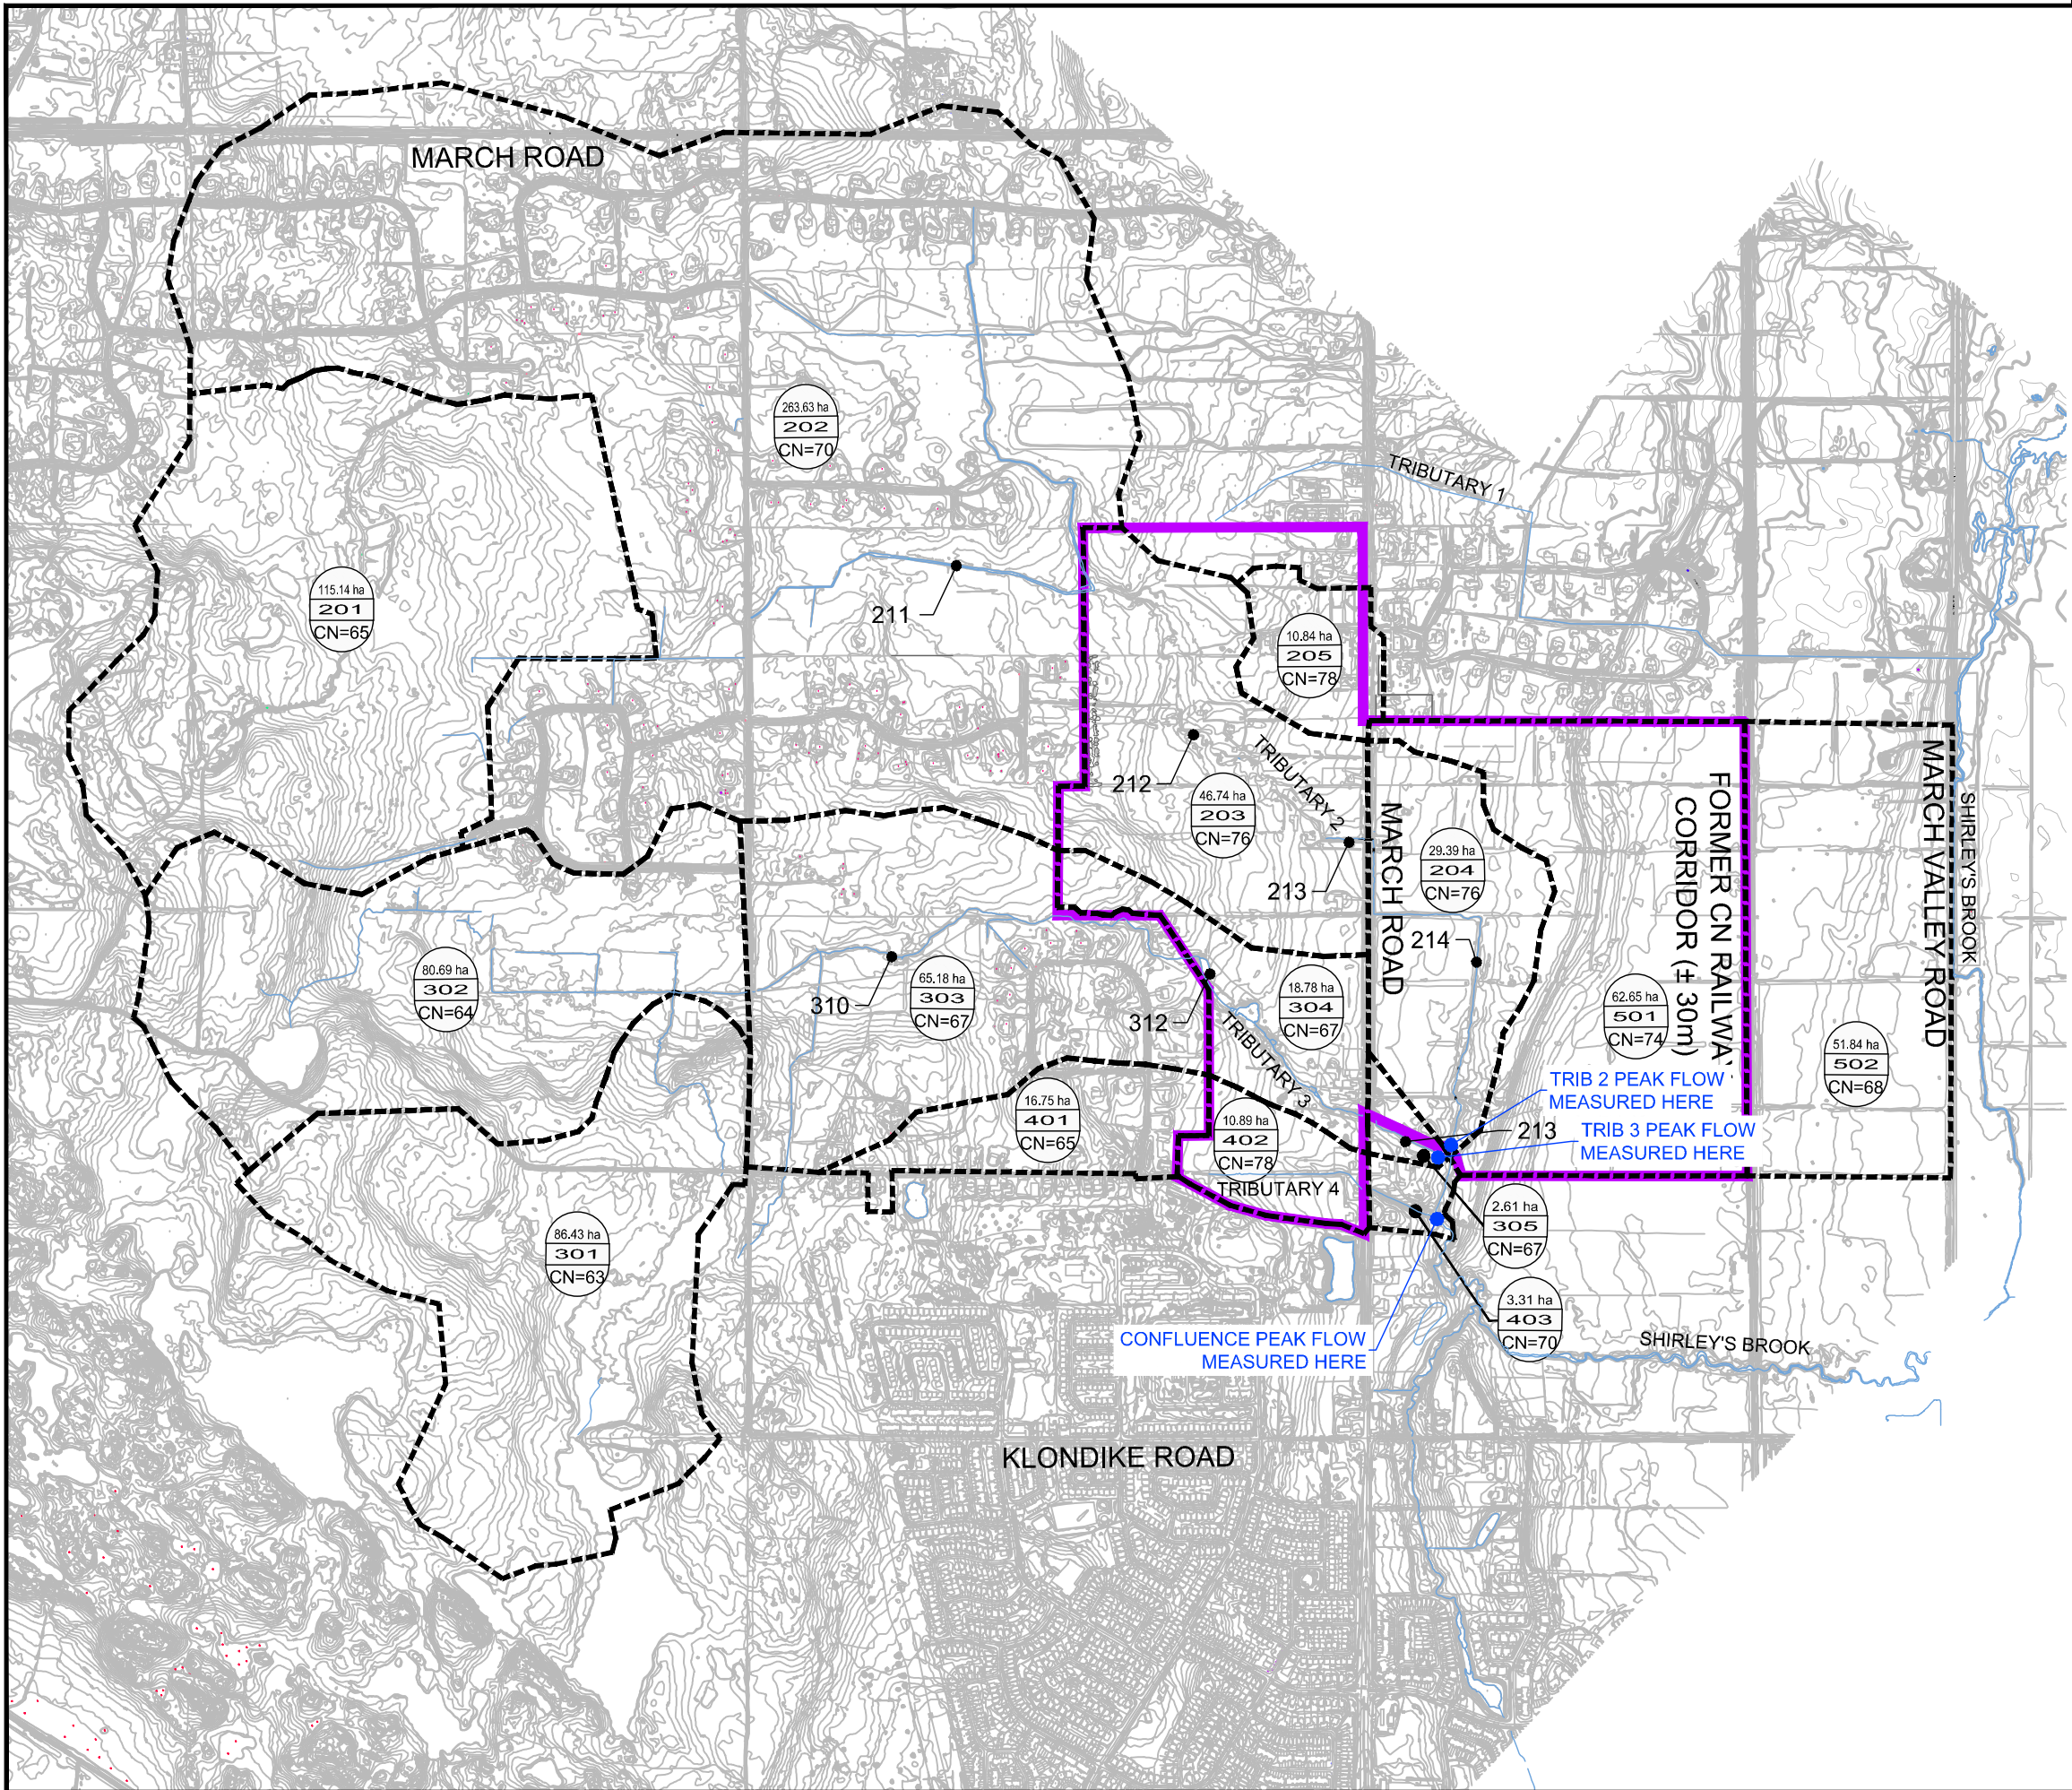 MARCH ROAD
263.63 ha
202
CN=70
TRIBUTARY 1
115.14 ha
201
CN=65
211
10.84 ha
205
CN=78
212
TRIBUTARY 2
46.74 ha
203
CN=76
213
MARCH ROAD
29.39 ha
204
CN=76
214
FORMER CN RAILWAY
CORRIDOR (± 30m)
MARCH VALLEY ROAD
SHIRLEY'S BROOK
80.69 ha
302
CN=64
310
65.18 ha
303
CN=67
312
18.78 ha
304
CN=67
TRIBUTARY 3
62.65 ha
501
CN=74
51.84 ha
502
CN=68
TRIB 2 PEAK FLOW
MEASURED HERE
16.75 ha
401
CN=65
10.89 ha
402
CN=78
213
TRIB 3 PEAK FLOW
MEASURED HERE
TRIBUTARY 4
86.43 ha
301
CN=63
2.61 ha
305
CN=67
3.31 ha
403
CN=70
CONFLUENCE PEAK FLOW
MEASURED HERE
SHIRLEY'S BROOK
KLONDIKE ROAD